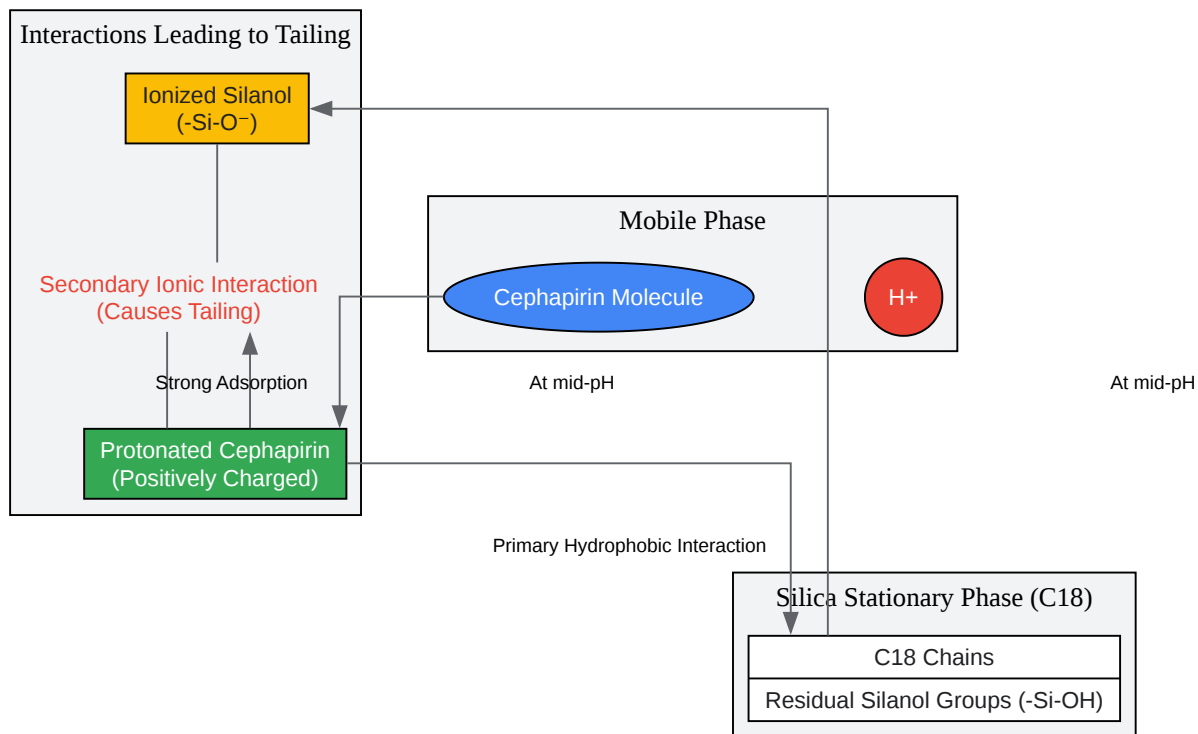 Interactions Leading to Tailing
Ionized Silanol
(-Si-O⁻)
Mobile Phase
Secondary Ionic Interaction
(Causes Tailing)
Cephapirin Molecule
H+
Strong Adsorption
At mid-pH
At mid-pH
Protonated Cephapirin
(Positively Charged)
Primary Hydrophobic Interaction
Silica Stationary Phase (C18)
C18 Chains
Residual Silanol Groups (-Si-OH)